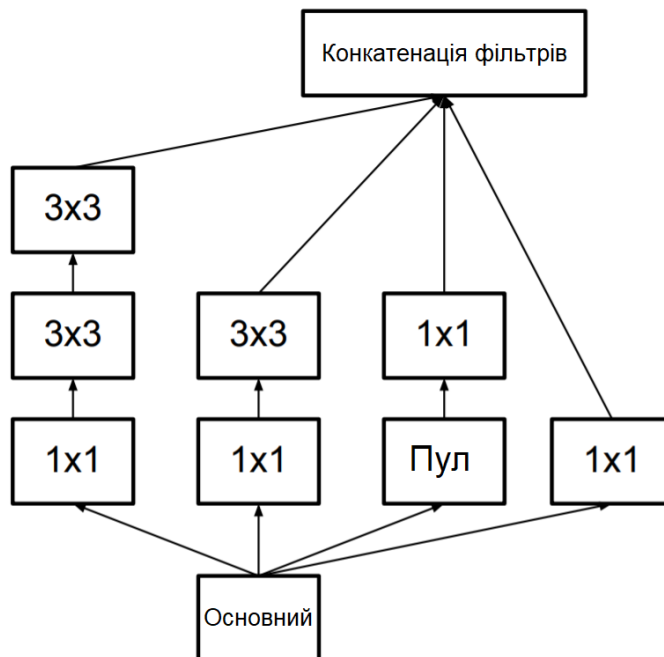 Конкатенація фільтрів
3x3
3x3
3x3
1x1
1x1
1x1
Пул
1x1
Основний